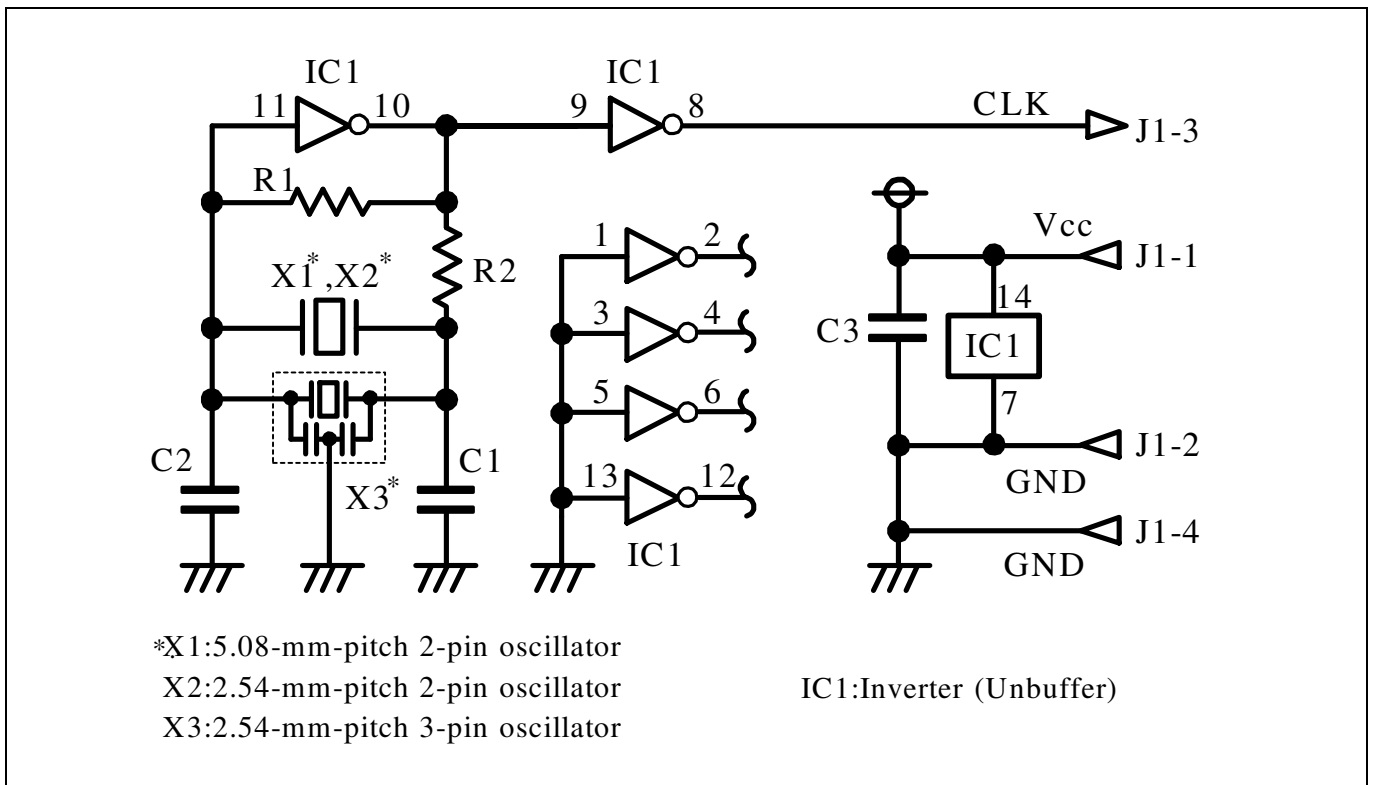 IC1 IC1
11 10 9 8 CLK J1-3
R1
1 2 Vcc J1-1
X1*,X2* R2
14
3 4 C3 IC1
5 6 7
C2 C1 J1-2
13 12 GND
X3*
IC1 J1-4
GND
*X1:5.08-mm-pitch 2-pin oscillator
X2:2.54-mm-pitch 2-pin oscillator IC1:Inverter (Unbuffer)
X3:2.54-mm-pitch 3-pin oscillator